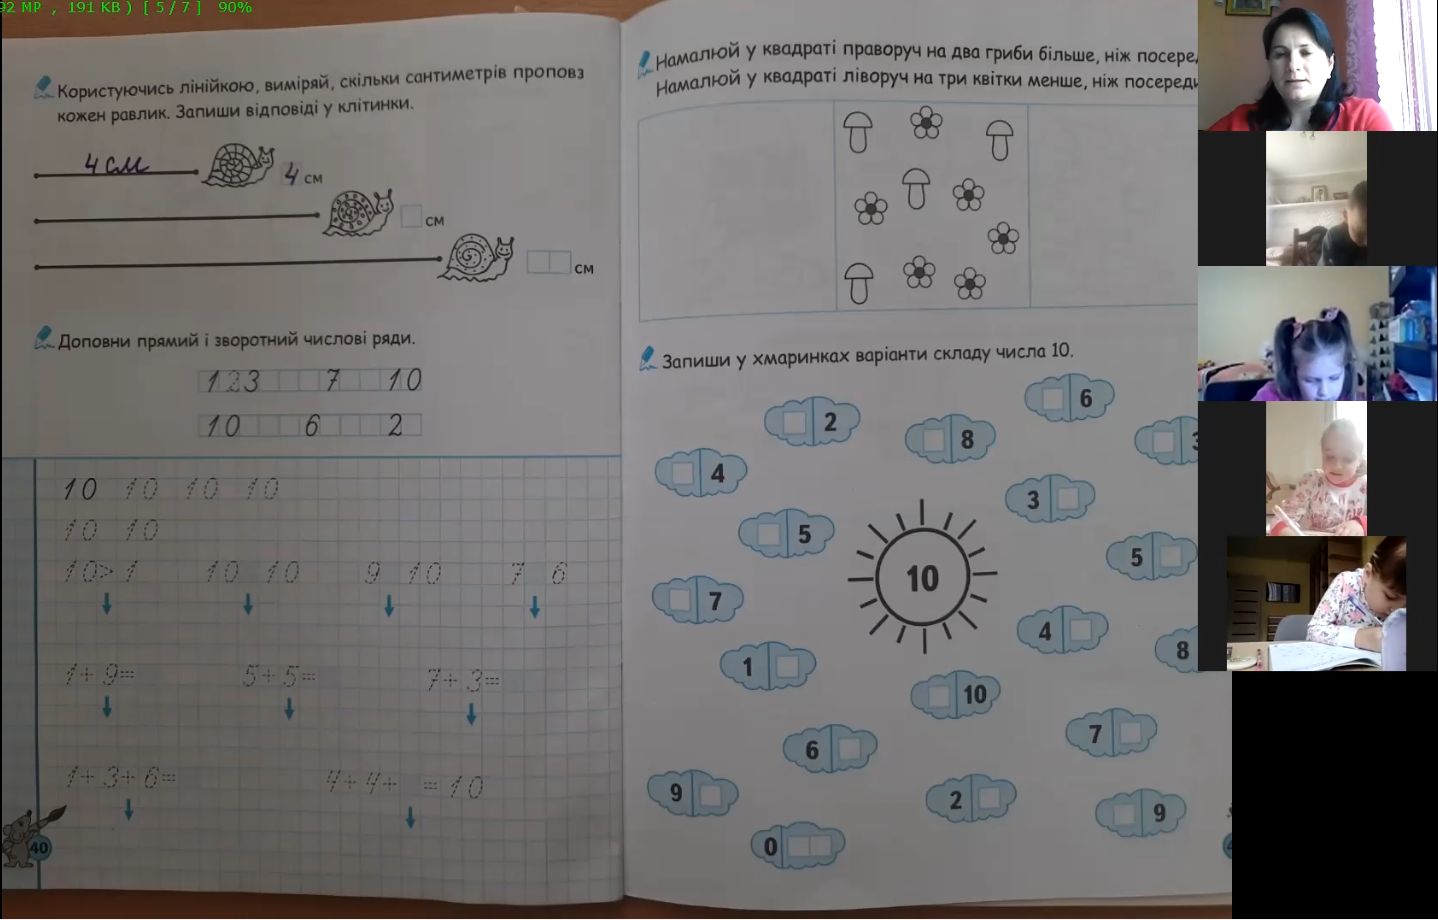 92 MP , 191 KB ) [ 5 / 7 ] 90%
Користуючись лінійкою, виміряй, скільки сантиметрів проповз
кожен равлик. Запиши відповіді у клітинки.
4 см
4 см
см
см
Доповни прямий і зворотний числові ряди.
1 2 3 7 10
10 6 2
10 10 10 10
10 10
10 > 1 10 10 9 10 7 6
1 + 9 = 5 + 5 = 7 + 3 =
1 + 3 + 6 = 4 + 4 + = 10
40
Намалюй у квадраті праворуч на два гриби більше, ніж
Намалюй у квадраті ліворуч на три квітки менше, ніж
Запиши у хмаринках варіанти складу числа 10.
6
2
8
3
4
3
5
5
10
7
4
8
1
10
7
6
9
2
9
0